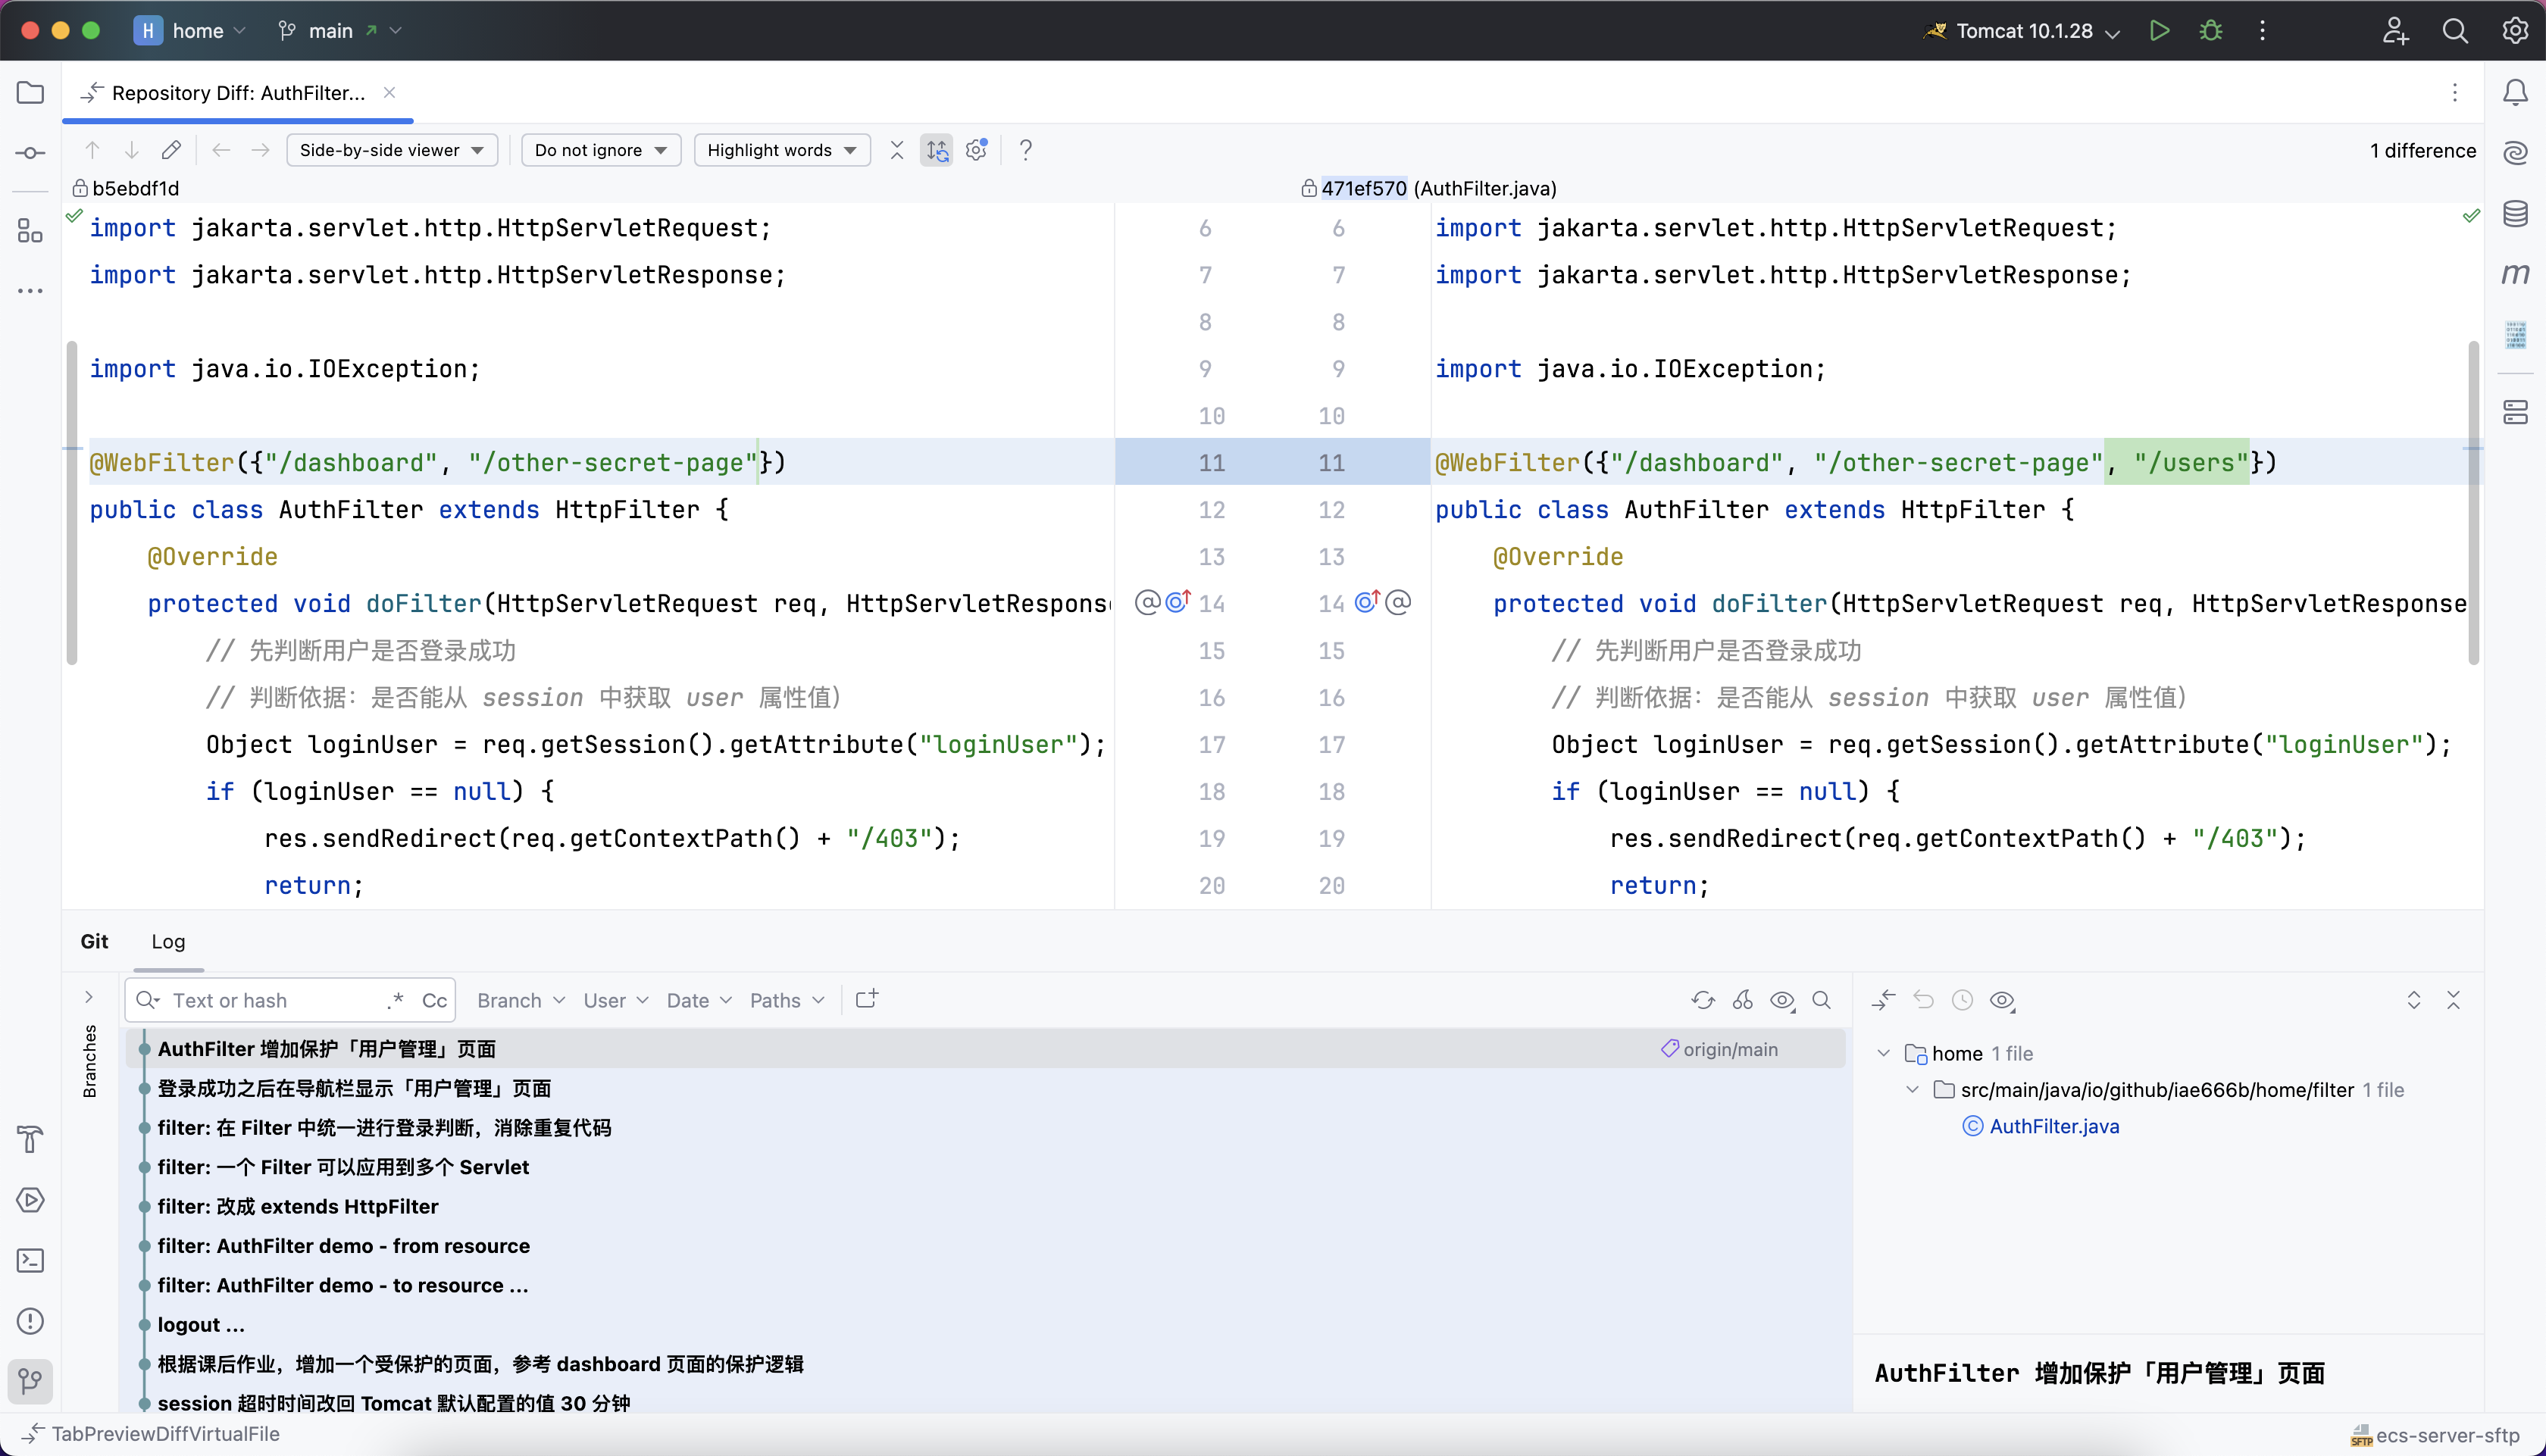 H home main Tomcat 10.1.28
Repository Diff: AuthFilter...
Side-by-side viewer Do not ignore Highlight words ? 1 difference
b5ebdf1d 471ef570 (AuthFilter.java)
import jakarta.servlet.http.HttpServletRequest; 6 6 import jakarta.servlet.http.HttpServletRequest;
import jakarta.servlet.http.HttpServletResponse; 7 7 import jakarta.servlet.http.HttpServletResponse;
8 8
import java.io.IOException; 9 9 import java.io.IOException;
10 10
@WebFilter({"/dashboard", "/other-secret-page"}) 11 11 @WebFilter({"/dashboard", "/other-secret-page", "/users"})
public class AuthFilter extends HttpFilter { 12 12 public class AuthFilter extends HttpFilter {
@Override 13 13 @Override
protected void doFilter(HttpServletRequest req, HttpServletRespons 14 14 protected void doFilter(HttpServletRequest req, HttpServletResponse
// 先判断用户是否登录成功 15 15 // 先判断用户是否登录成功
// 判断依据：是否能从 session 中获取 user 属性值) 16 16 // 判断依据：是否能从 session 中获取 user 属性值)
Object loginUser = req.getSession().getAttribute("loginUser"); 17 17 Object loginUser = req.getSession().getAttribute("loginUser");
if (loginUser == null) { 18 18 if (loginUser == null) {
res.sendRedirect(req.getContextPath() + "/403"); 19 19 res.sendRedirect(req.getContextPath() + "/403");
return; 20 20 return;
Git Log
Text or hash .* Cc Branch User Date Paths
Branches
AuthFilter 增加保护「用户管理」页面 origin/main
登录成功之后在导航栏显示「用户管理」页面
filter: 在 Filter 中统一进行登录判断，消除重复代码
filter: 一个 Filter 可以应用到多个 Servlet
filter: 改成 extends HttpFilter
filter: AuthFilter demo - from resource
filter: AuthFilter demo - to resource ...
logout ...
根据课后作业，增加一个受保护的页面，参考 dashboard 页面的保护逻辑
session 超时时间改回 Tomcat 默认配置的值 30 分钟
home 1 file
src/main/java/io/github/iae666b/home/filter 1 file
AuthFilter.java
AuthFilter 增加保护「用户管理」页面
TabPreviewDiffVirtualFile SFTP ecs-server-sftp